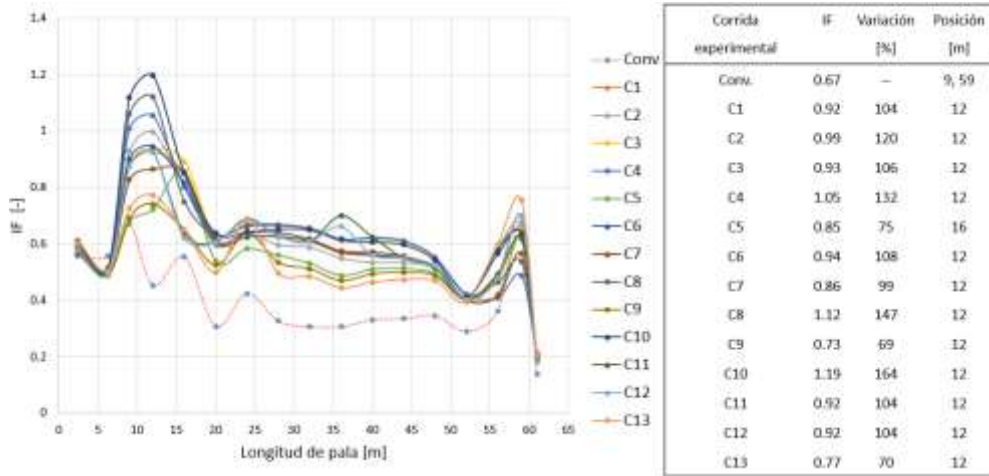 1.4
1.2
1
0.8
0.6
0.4
0.2
0
IF [-]
0 5 10 15 20 25 30 35 40 45 50 55 60 65
Longitud de pala [m]
Conv
C1
C2
C3
C4
C5
C6
C7
C8
C9
C10
C11
C12
C13
Corrida experimental IF Variación [%] Posición [m]
Conv. 0.67 – 9, 59
C1 0.92 104 12
C2 0.99 120 12
C3 0.93 106 12
C4 1.05 132 12
C5 0.85 75 16
C6 0.94 108 12
C7 0.86 99 12
C8 1.12 147 12
C9 0.73 69 12
C10 1.19 164 12
C11 0.92 104 12
C12 0.92 104 12
C13 0.77 70 12